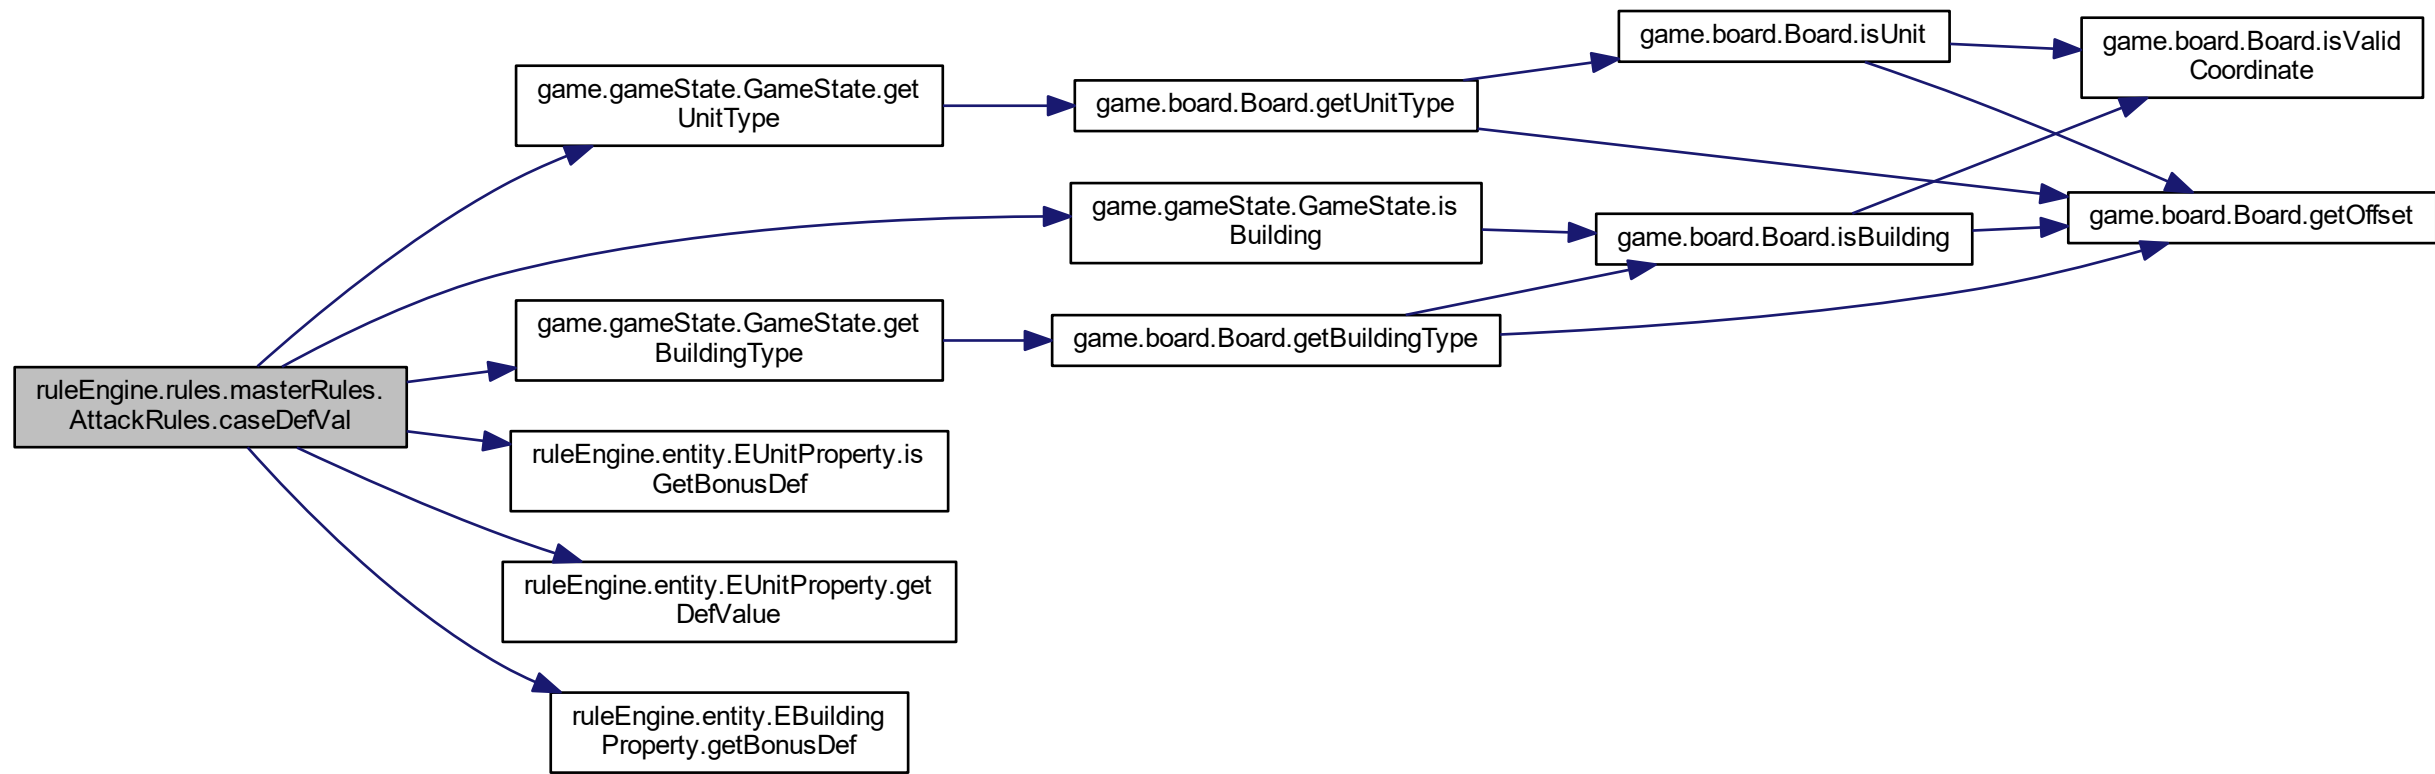 ruleEngine.rules.masterRules.
AttackRules.caseDefVal
game.gameState.GameState.get
UnitType
game.board.Board.getUnitType
game.board.Board.isUnit
game.board.Board.isValid
Coordinate
game.board.Board.getOffset
game.gameState.GameState.is
Building
game.board.Board.isBuilding
game.gameState.GameState.get
BuildingType
game.board.Board.getBuildingType
ruleEngine.entity.EUnitProperty.is
GetBonusDef
ruleEngine.entity.EUnitProperty.get
DefValue
ruleEngine.entity.EBuilding
Property.getBonusDef